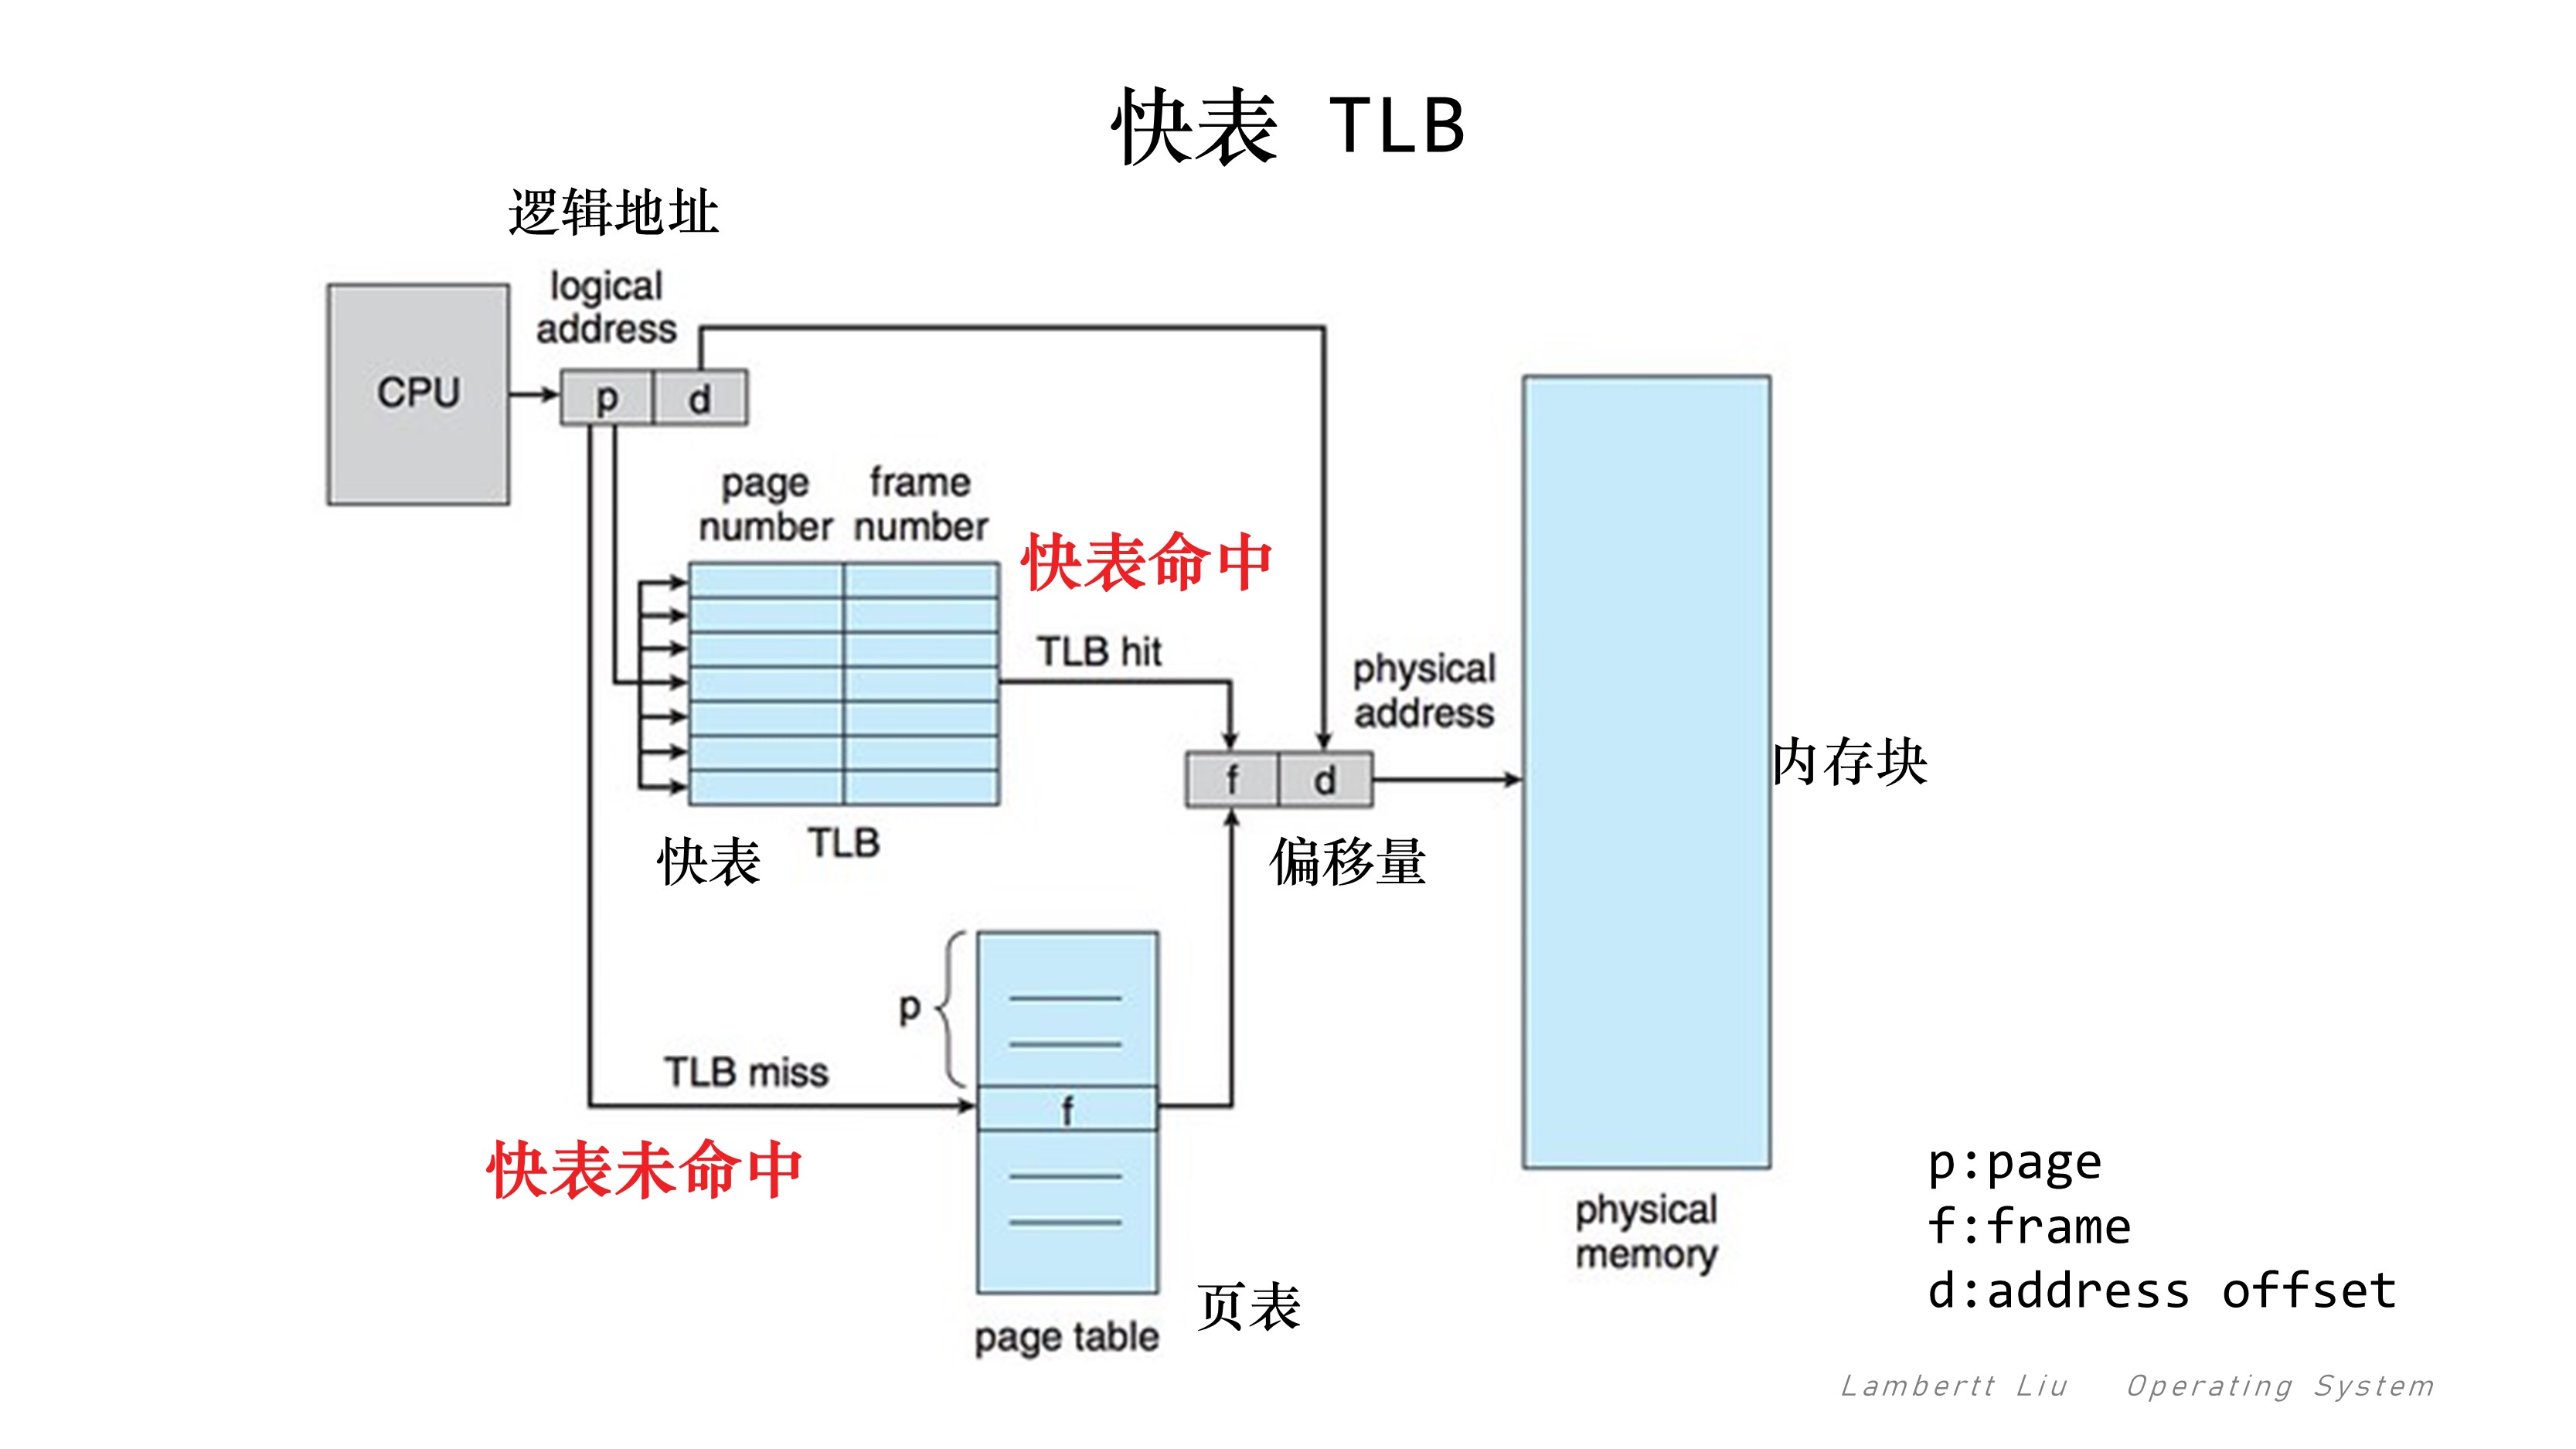 快表 TLB
逻辑地址
logical
address
CPU
p
d
page
number
frame
number
快表命中
TLB hit
physical
address
f
d
内存块
快表
TLB
偏移量
p
TLB miss
f
快表未命中
page table
页表
physical
memory
p:page
f:frame
d:address offset
Lambertt Liu Operating System